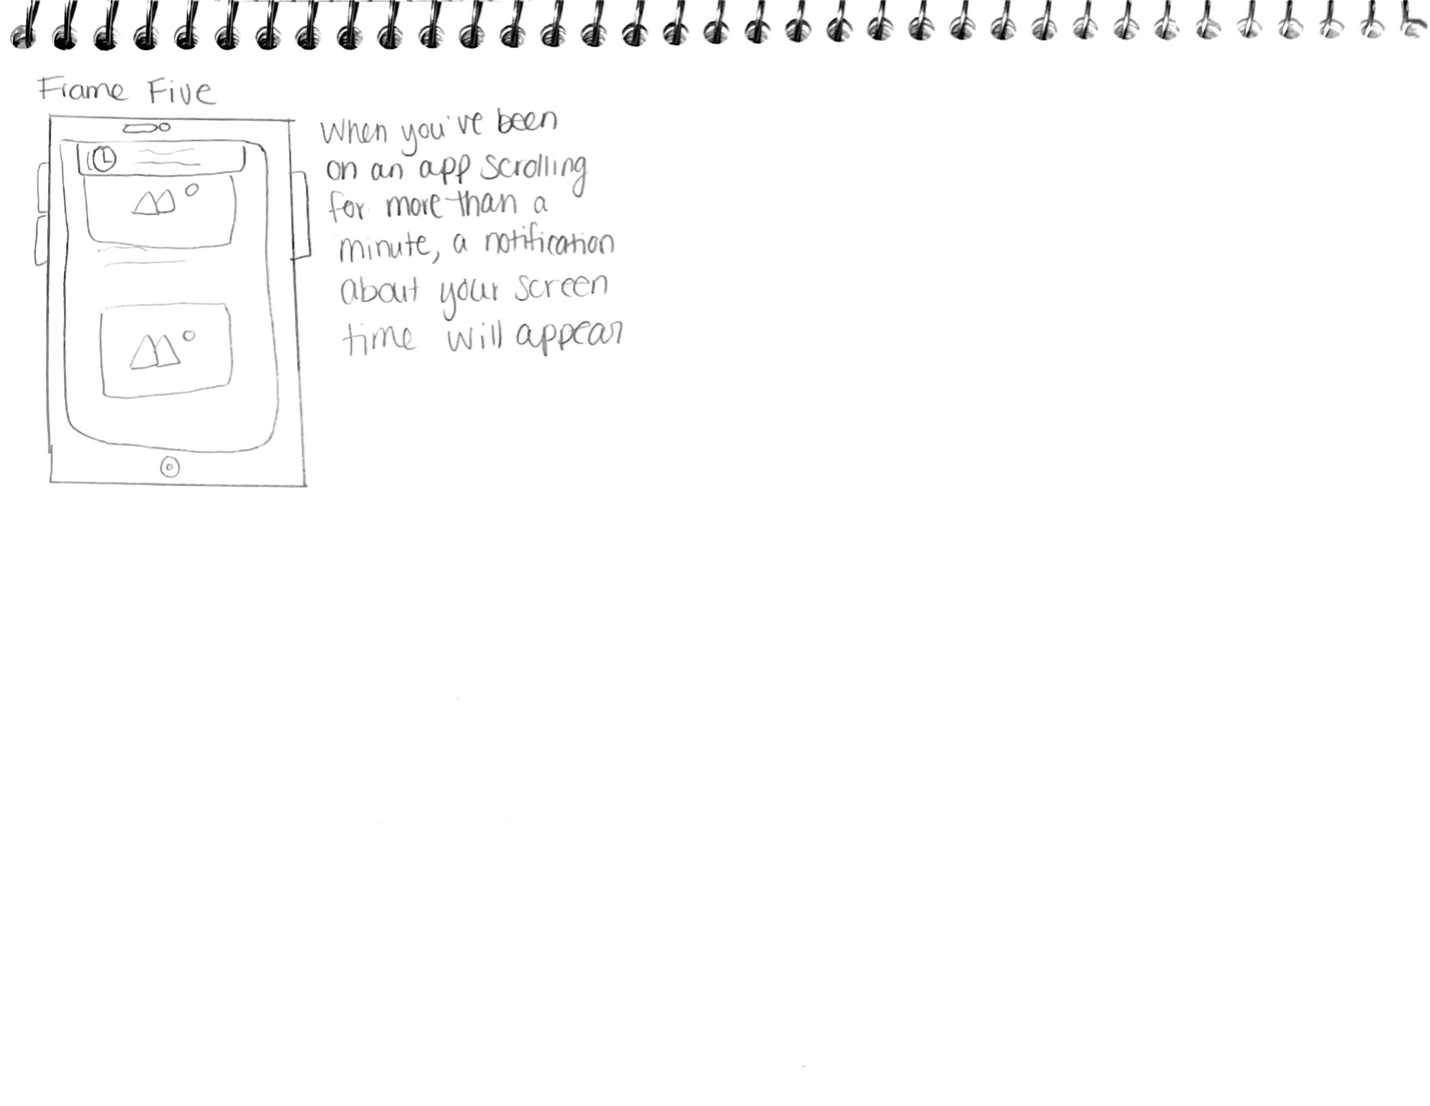 Frame Five
When you've been
on an app scrolling
for more than a
minute, a notification
about your screen
time will appear